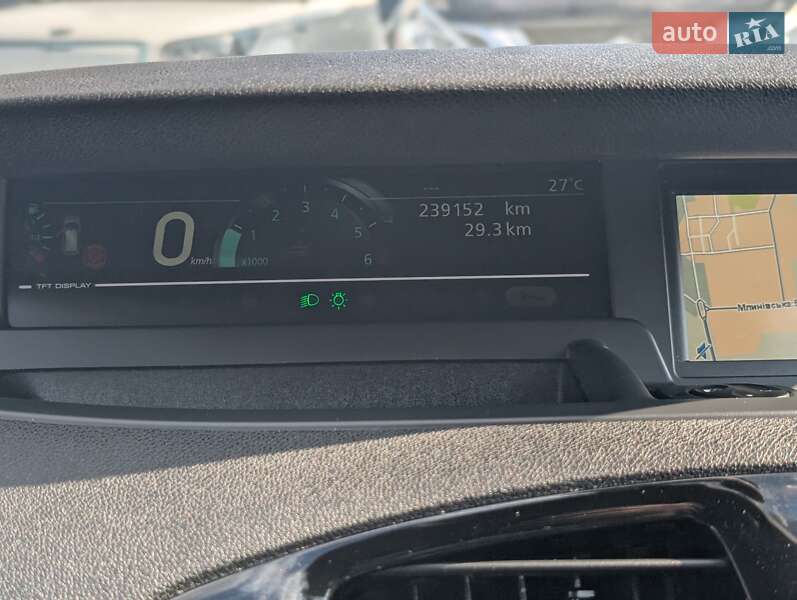 auto RIA .com
27°C
--- 
239152 km
29.3 km
0 km/h
1 2 3 4 5 6
x1000
TFT DISPLAY